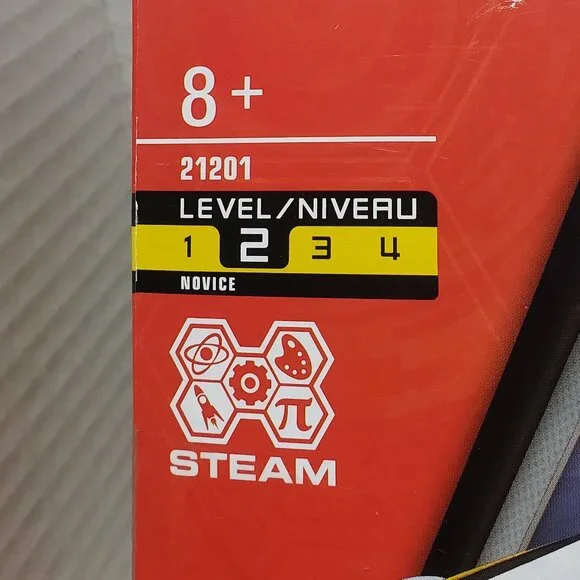 8+
21201
LEVEL/NIVEAU
1 2 3 4
NOVICE
π
STEAM